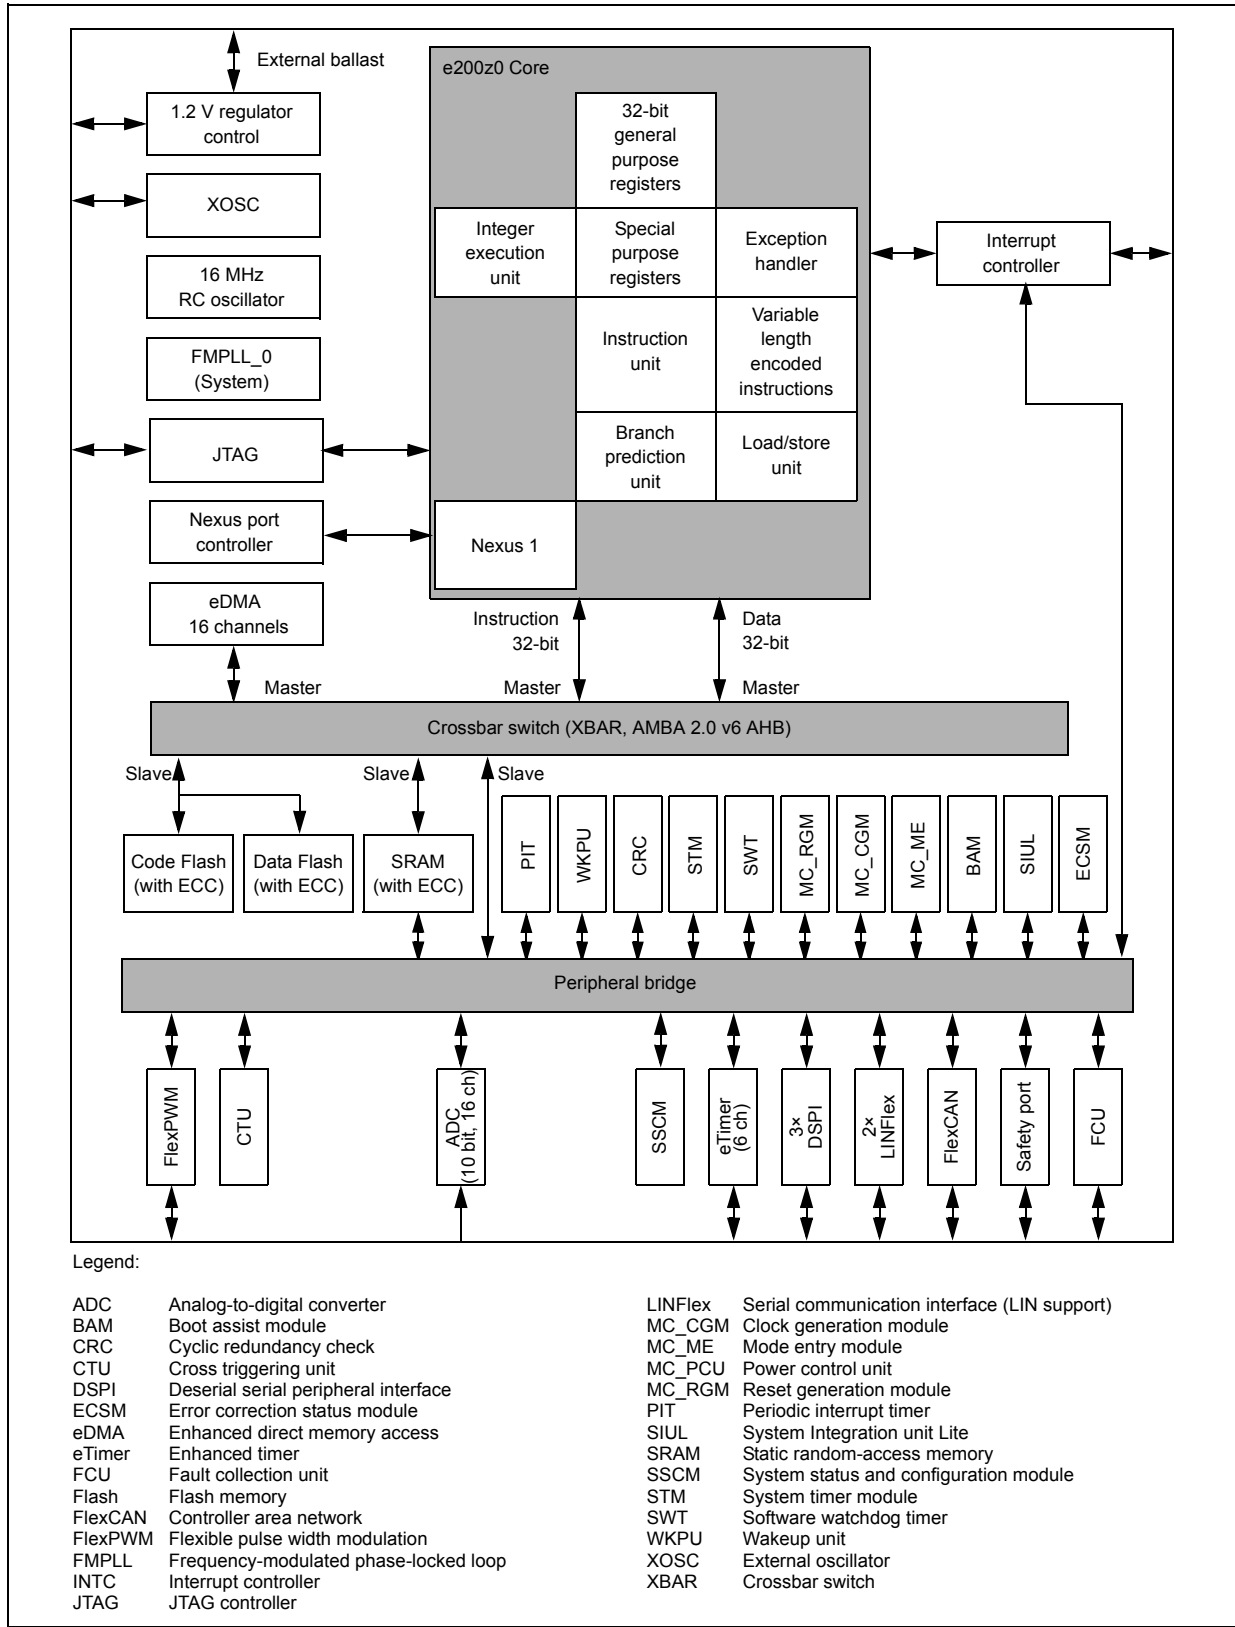 External ballast
e200z0 Core
1.2 V regulator
control
32-bit
general
purpose
registers
XOSC
Integer
execution
unit
Special
purpose
registers
Exception
handler
Interrupt
controller
16 MHz
RC oscillator
Instruction
unit
Variable
length
encoded
instructions
FMPLL_0
(System)
JTAG
Branch
prediction
unit
Load/store
unit
Nexus port
controller
Nexus 1
eDMA
16 channels
Instruction
32-bit
Data
32-bit
Master
Master
Master
Crossbar switch (XBAR, AMBA 2.0 v6 AHB)
Slave
Slave
Slave
Code Flash
(with ECC)
Data Flash
(with ECC)
SRAM
(with ECC)
PIT
WKPU
CRC
STM
SWT
MC_RGM
MC_CGM
MC_ME
BAM
SIUL
ECSM
Peripheral bridge
FlexPWM
CTU
ADC
(10 bit, 16 ch)
SSCM
eTimer
(6 ch)
3×
DSPI
2×
LINFlex
FlexCAN
Safety port
FCU
Legend:
ADC Analog-to-digital converter
BAM Boot assist module
CRC Cyclic redundancy check
CTU Cross triggering unit
DSPI Deserial serial peripheral interface
ECSM Error correction status module
eDMA Enhanced direct memory access
eTimer Enhanced timer
FCU Fault collection unit
Flash Flash memory
FlexCAN Controller area network
FlexPWM Flexible pulse width modulation
FMPLL Frequency-modulated phase-locked loop
INTC Interrupt controller
JTAG JTAG controller
LINFlex Serial communication interface (LIN support)
MC_CGM Clock generation module
MC_ME Mode entry module
MC_PCU Power control unit
MC_RGM Reset generation module
PIT Periodic interrupt timer
SIUL System Integration unit Lite
SRAM Static random-access memory
SSCM System status and configuration module
STM System timer module
SWT Software watchdog timer
WKPU Wakeup unit
XOSC External oscillator
XBAR Crossbar switch